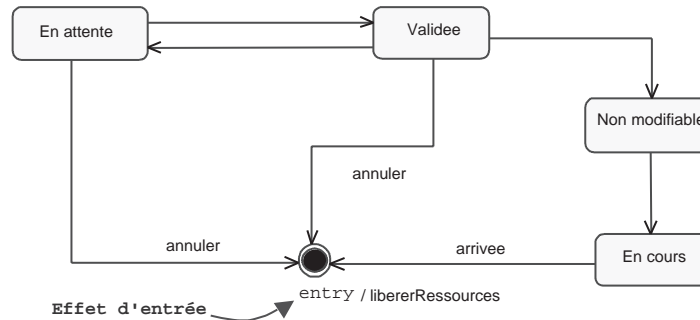 En attente
Validee
Non modifiable
annuler
annuler
arrivee
En cours
entry / libererRessources
Effet d'entrée